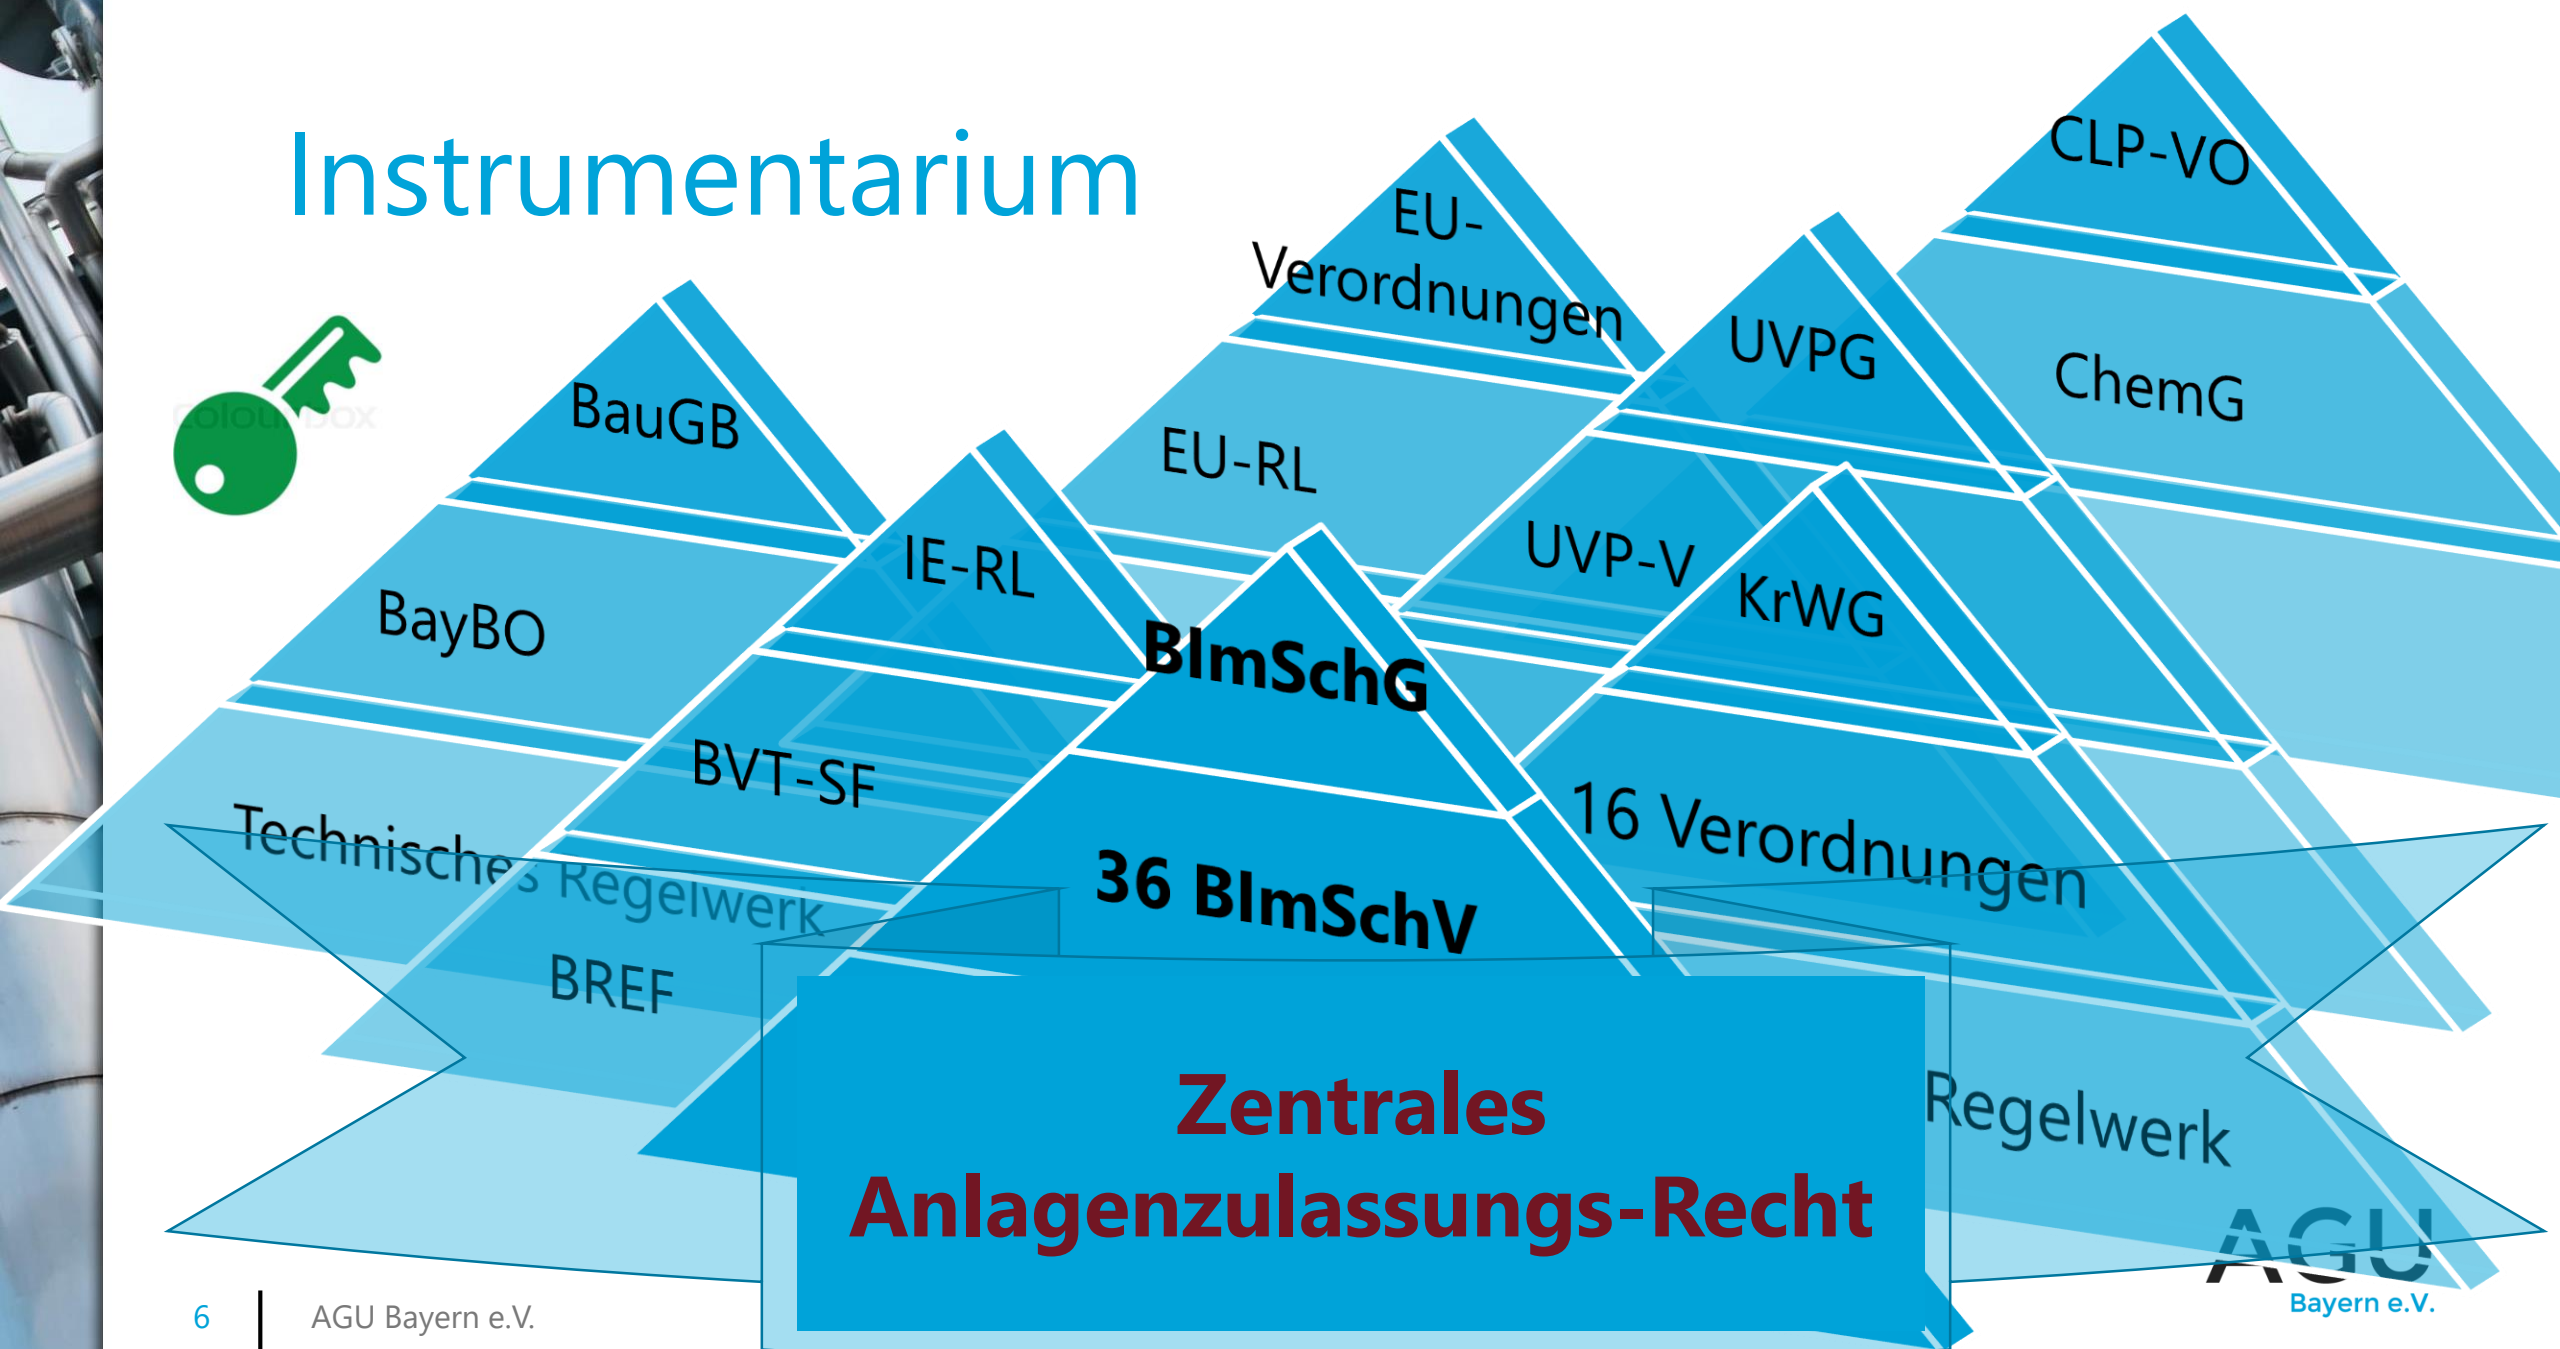 Instrumentarium
CLP-VO
ChemG
EU-
Verordnungen
EU-RL
UVPG
UVP-V
BauGB
BayBO
Technisches Regelwerk
IE-RL
BVT-SF
BREF
KrWG
16 Verordnungen
Regelwerk
BImSchG
36 BImSchV
Zentrales
Anlagenzulassungs-Recht
colourbox
6
AGU Bayern e.V.
AGU
Bayern e.V.